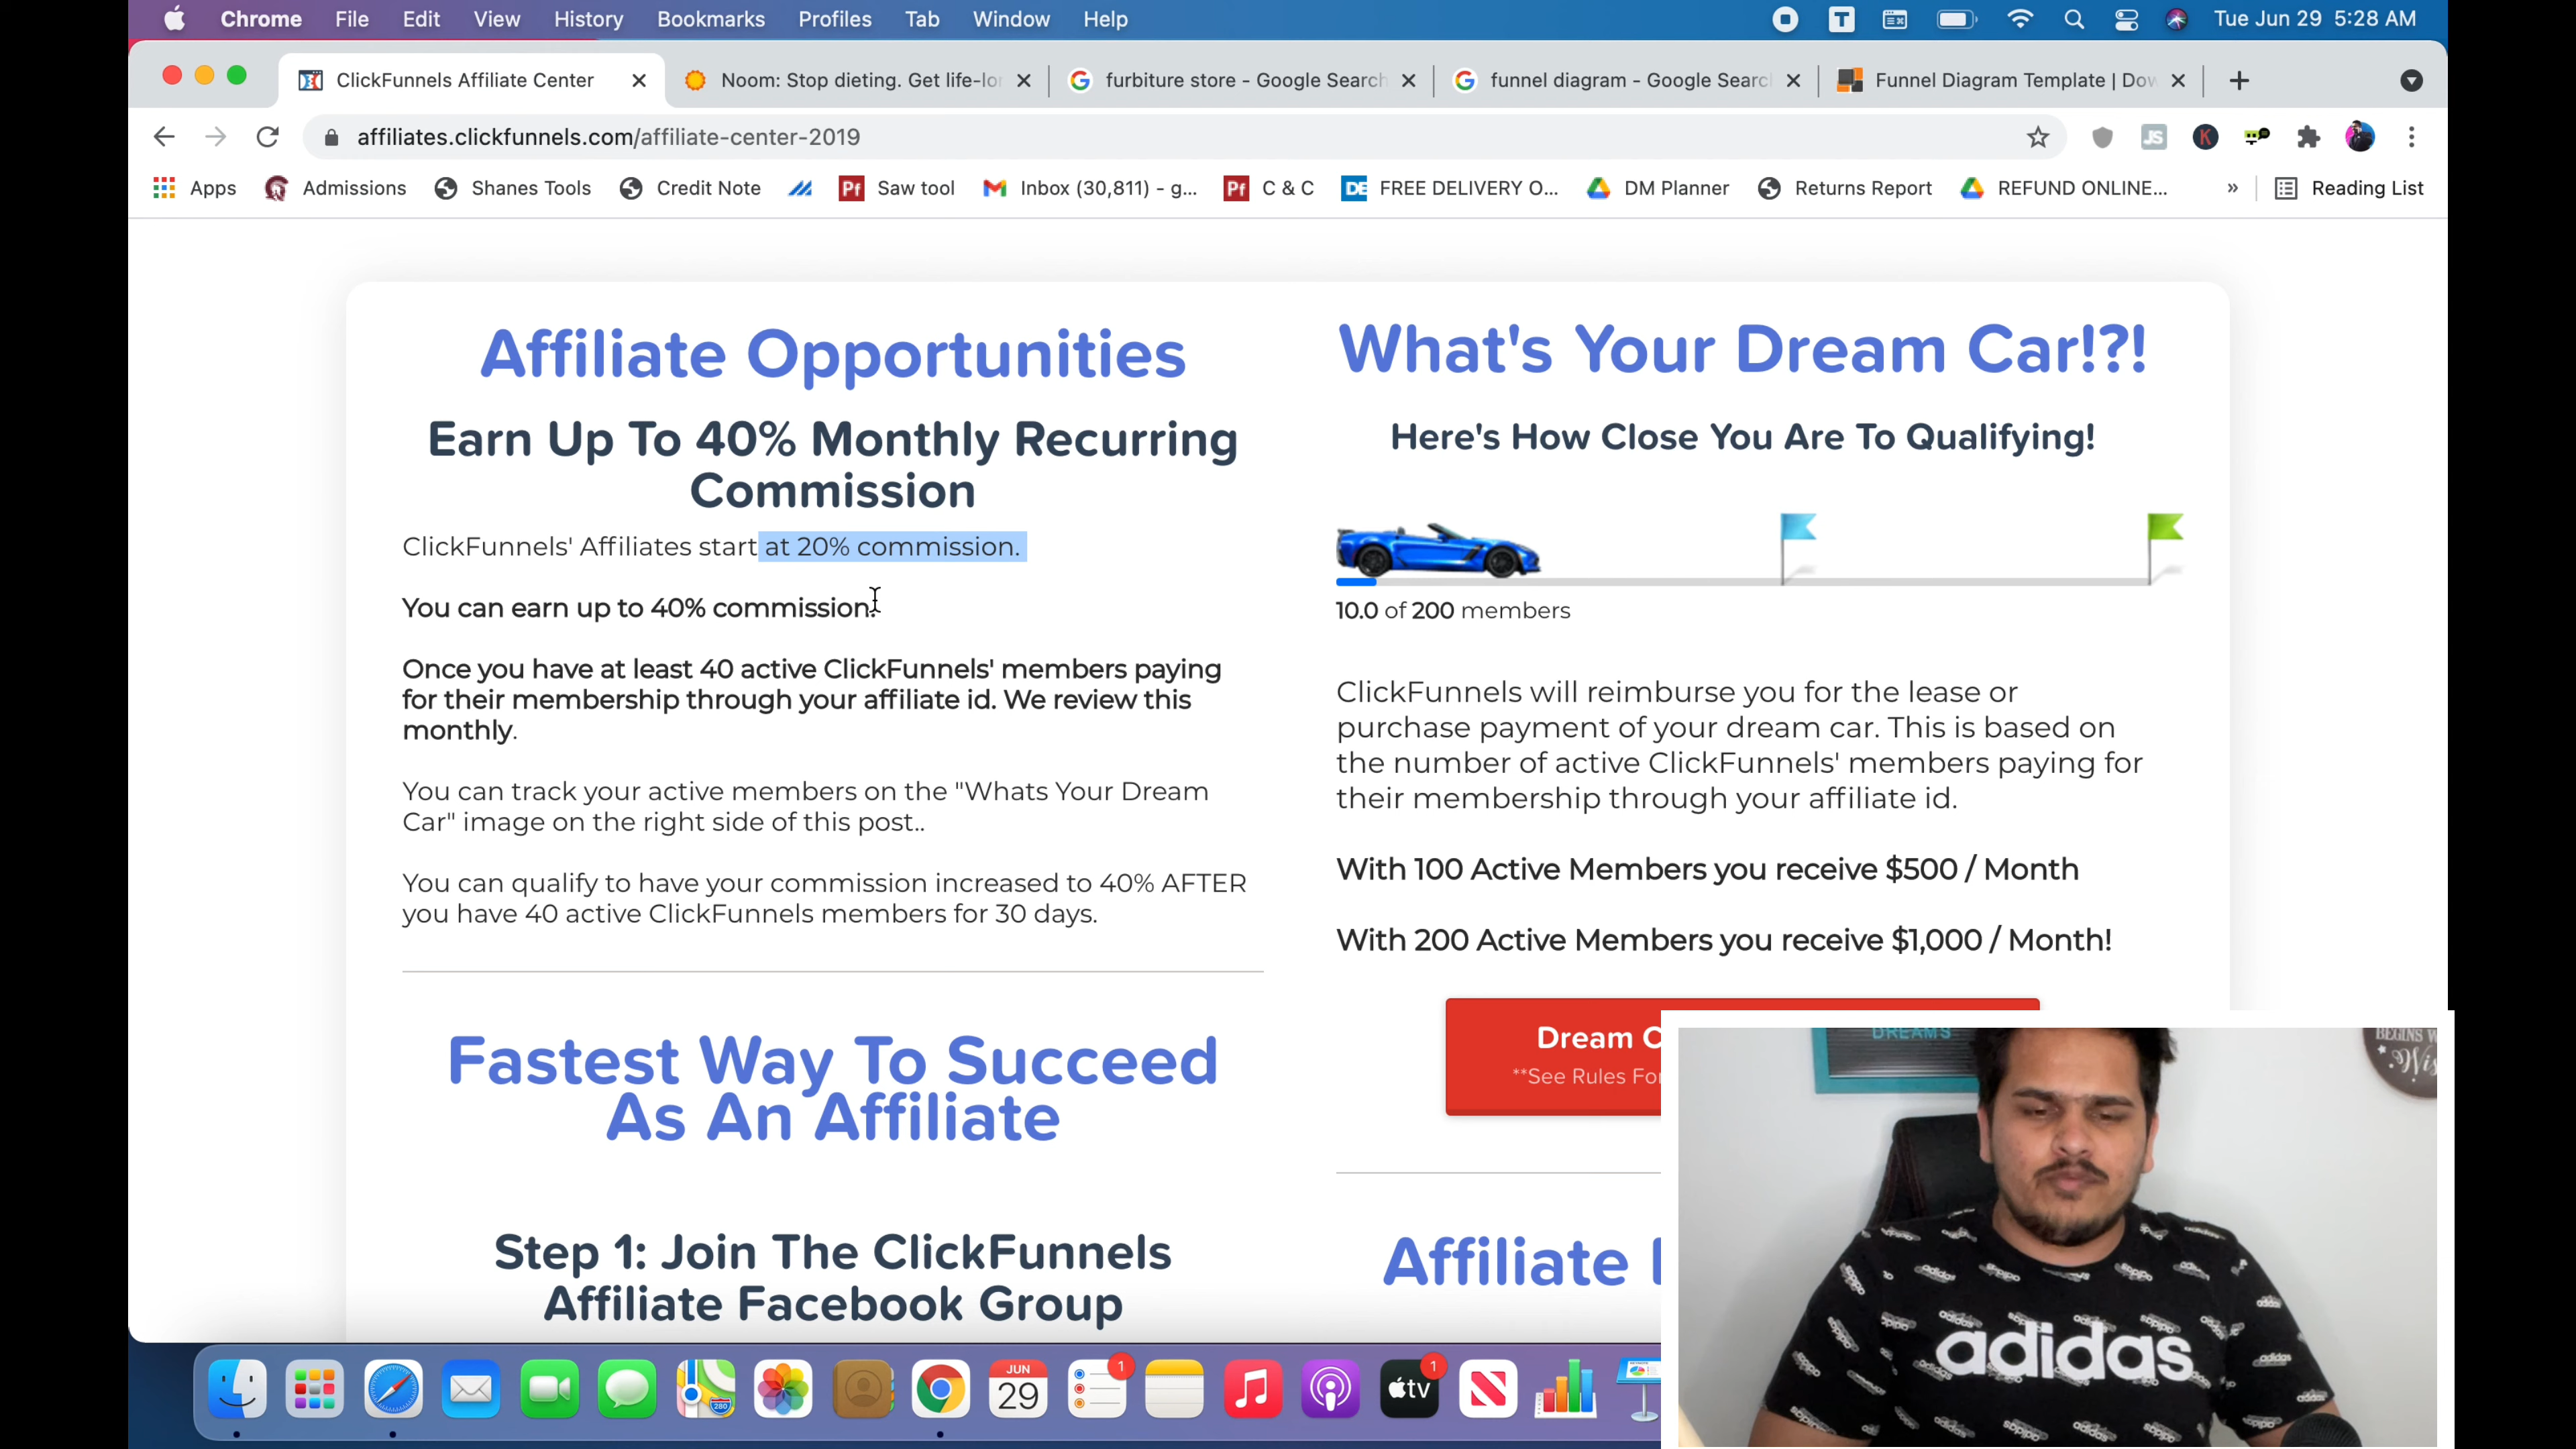 Chrome File Edit View History Bookmarks Profiles Tab Window Help
Tue Jun 29 5:28 AM
ClickFunnels Affiliate Center
Noom: Stop dieting. Get life-lo
furbiture store - Google Search
funnel diagram - Google Searc
Funnel Diagram Template | Dow
affiliates.clickfunnels.com/affiliate-center-2019
Apps
Admissions
Shanes Tools
Credit Note
Saw tool
Inbox (30,811) - g...
C & C
FREE DELIVERY O...
DM Planner
Returns Report
REFUND ONLINE...
»
Reading List
Affiliate Opportunities
Earn Up To 40% Monthly Recurring
Commission
ClickFunnels' Affiliates start at 20% commission.
You can earn up to 40% commission.
Once you have at least 40 active ClickFunnels' members paying
for their membership through your affiliate id. We review this
monthly.
You can track your active members on the "Whats Your Dream
Car" image on the right side of this post..
You can qualify to have your commission increased to 40% AFTER
you have 40 active ClickFunnels members for 30 days.
Fastest Way To Succeed
As An Affiliate
Step 1: Join The ClickFunnels
Affiliate Facebook Group
What's Your Dream Car!?!
Here's How Close You Are To Qualifying!
10.0 of 200 members
ClickFunnels will reimburse you for the lease or
purchase payment of your dream car. This is based on
the number of active ClickFunnels' members paying for
their membership through your affiliate id.
With 100 Active Members you receive $500 / Month
With 200 Active Members you receive $1,000 / Month!
Dream C
**See Rules For
Affiliate
DREAMS
BEGINS W
Wis
adidas
JUN
29
1
tv
1
280